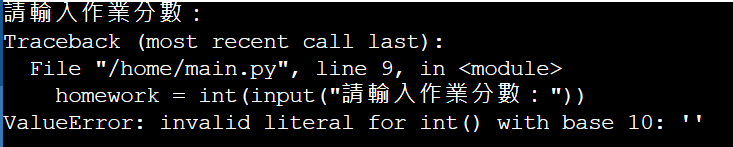 請輸入作業分數：
Traceback (most recent call last):
  File "/home/main.py", line 9, in <module>
    homework = int(input("請輸入作業分數："))
ValueError: invalid literal for int() with base 10: ''